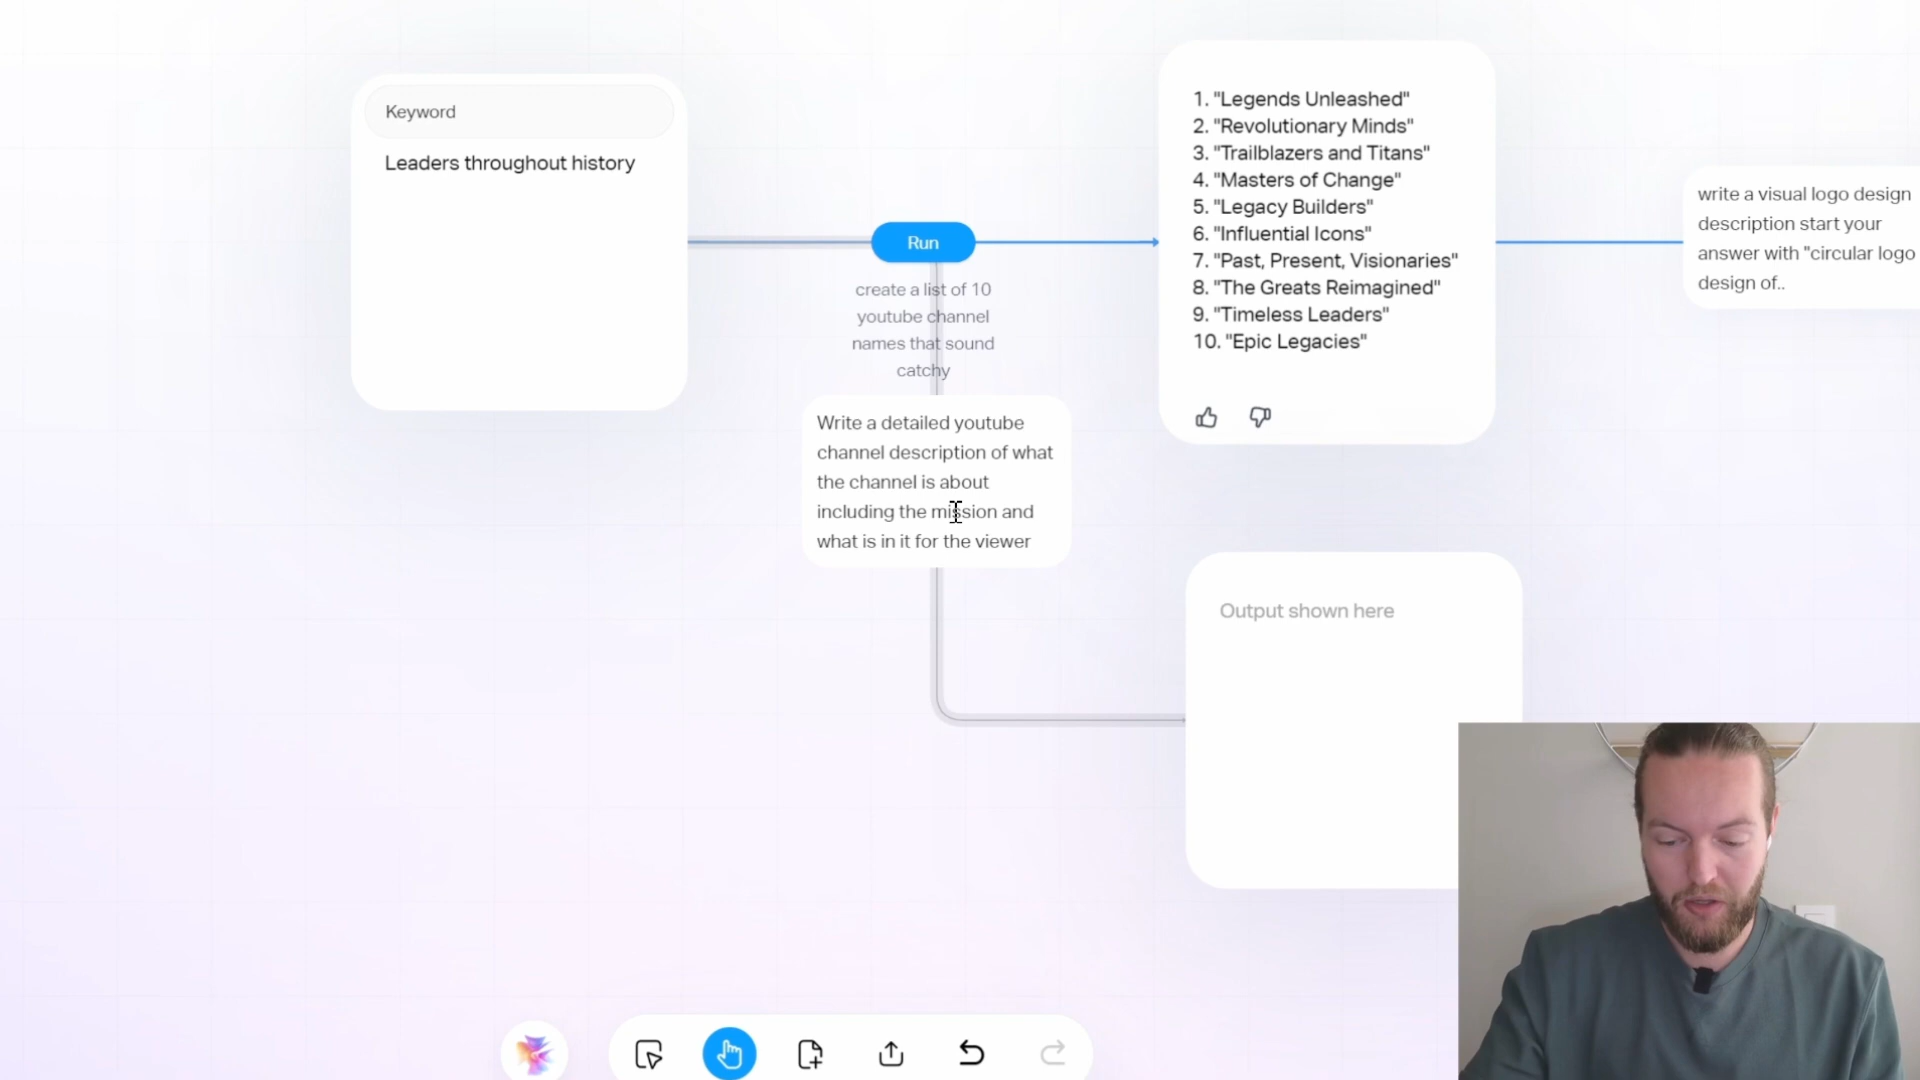 Keyword
Leaders throughout history
Run
create a list of 10
youtube channel
names that sound
catchy
Write a detailed youtube
channel description of what
the channel is about
including the mission and
what is in it for the viewer
1. "Legends Unleashed"
2. "Revolutionary Minds"
3. "Trailblazers and Titans"
4. "Masters of Change"
5. "Legacy Builders"
6. "Influential Icons"
7. "Past, Present, Visionaries"
8. "The Greats Reimagined"
9. "Timeless Leaders"
10. "Epic Legacies"
write a visual logo design
description start your
answer with "circular logo
design of..
Output shown here